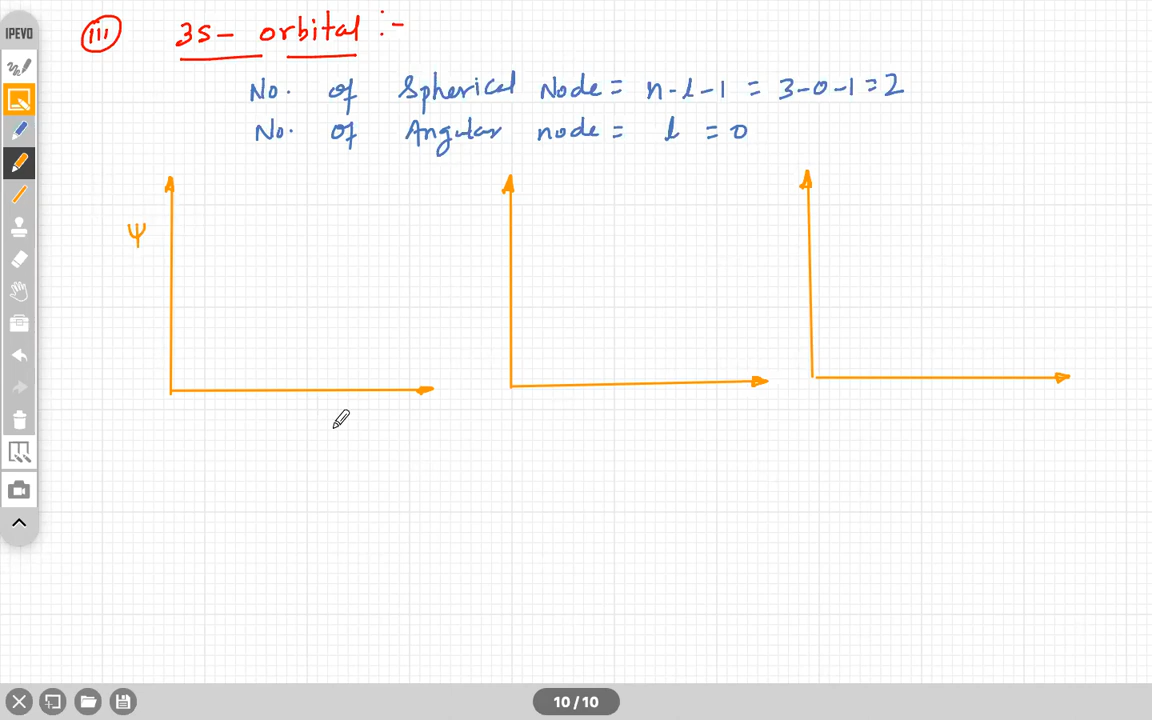 IPEVO
(iii) 3s- orbital :-
No. of Spherical Node = n-l-1 = 3-0-1=2
No. of Angular node = l = 0
ψ
10/10